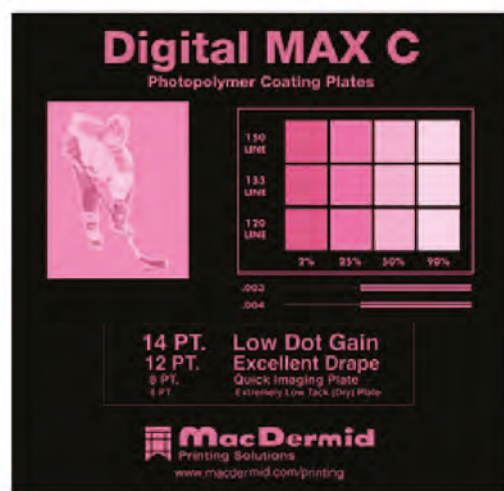 Digital MAX C
Photopolymer Coating Plates
150 LINE
133 LINE
120 LINE
2% 25% 50% 90%
.003
.004
14 PT. Low Dot Gain
12 PT. Excellent Drape
8 PT. Quick Imaging Plate
Extremely Low Tack (Dry) Plate
MacDermid
Printing Solutions
www.macdermid.com/printing